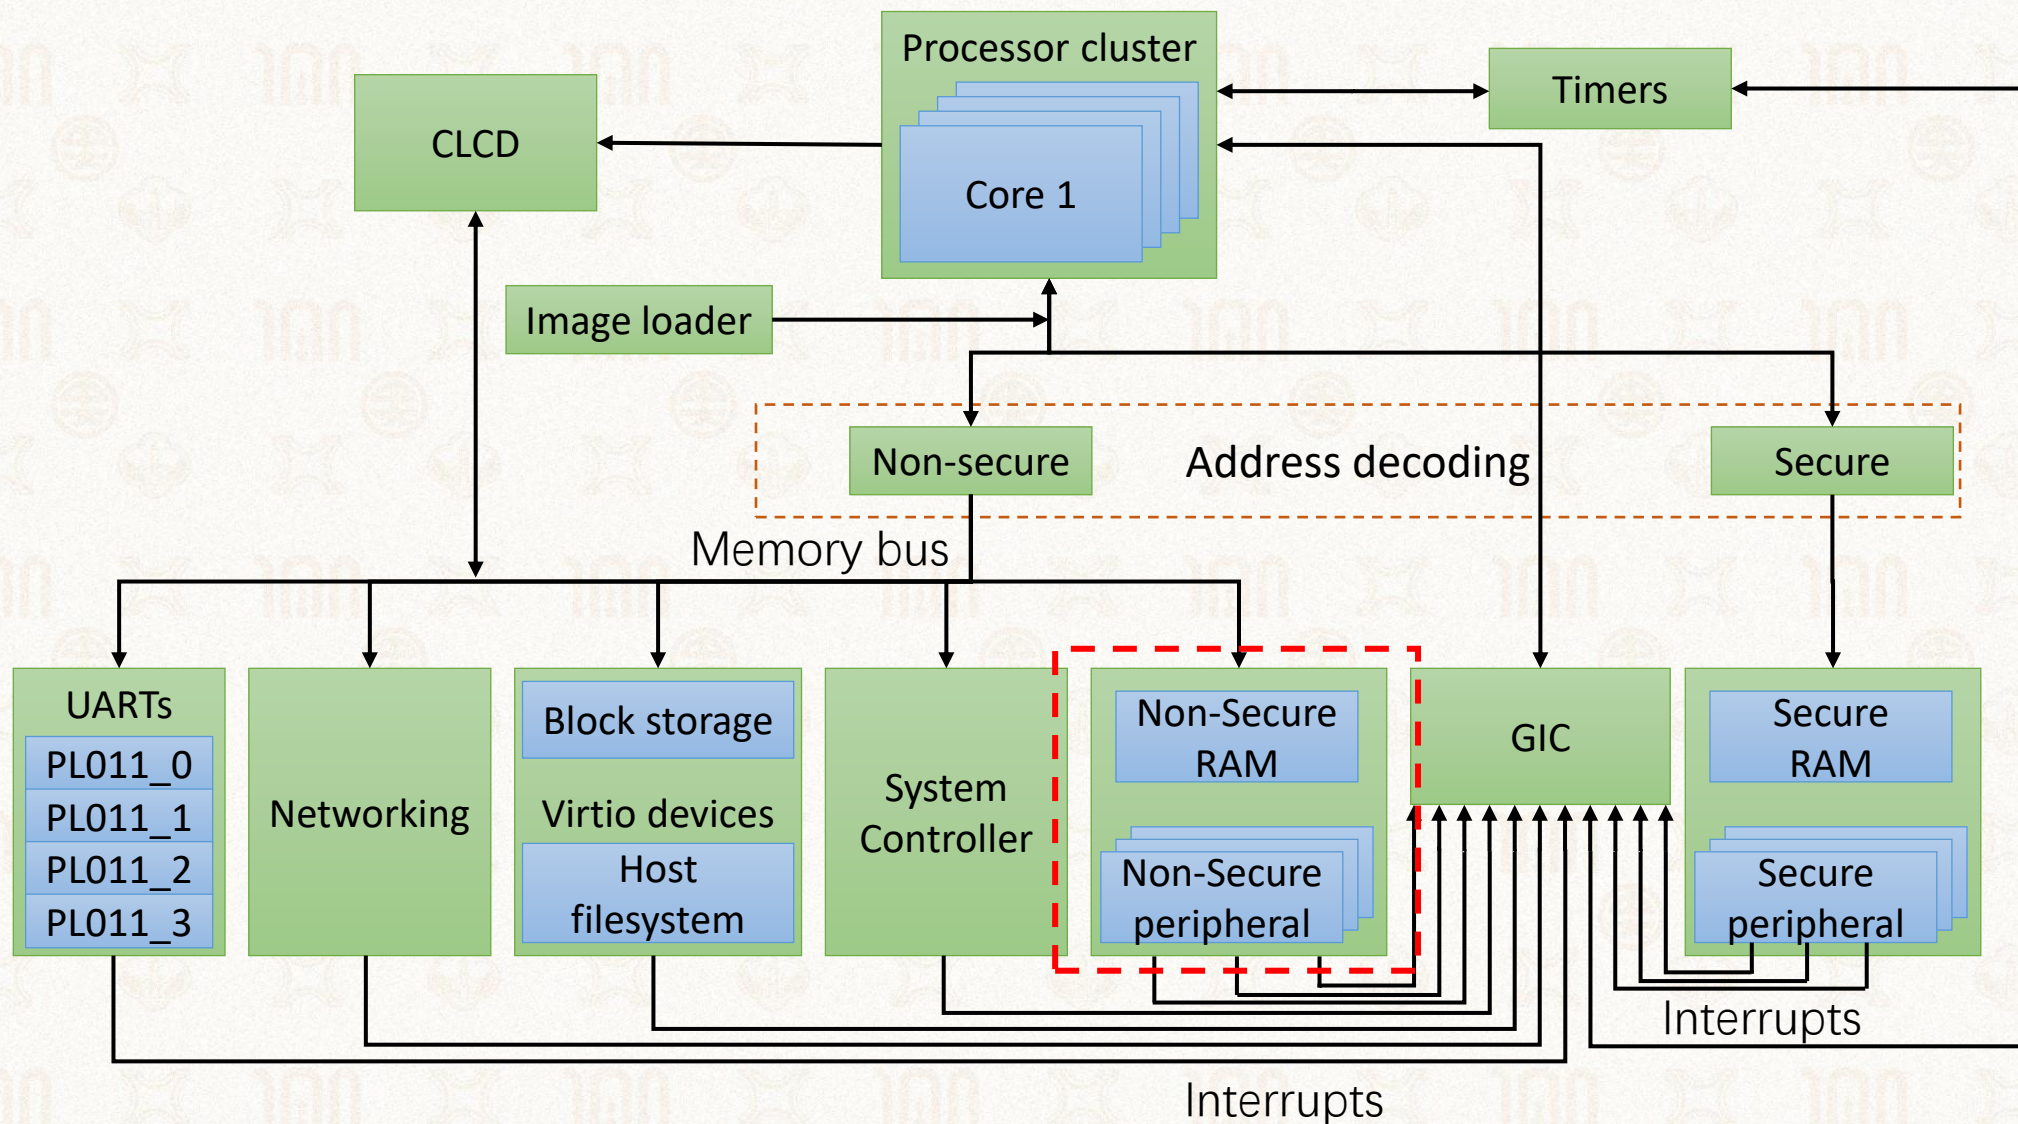 Processor cluster
Core 1
Timers
CLCD
Image loader
Non-secure
Address decoding
Secure
Memory bus
UARTs
PL011_0
PL011_1
PL011_2
PL011_3
Networking
Block storage
Virtio devices
Host
filesystem
System
Controller
Non-Secure
RAM
Non-Secure
peripheral
GIC
Secure
RAM
Secure
peripheral
Interrupts
Interrupts